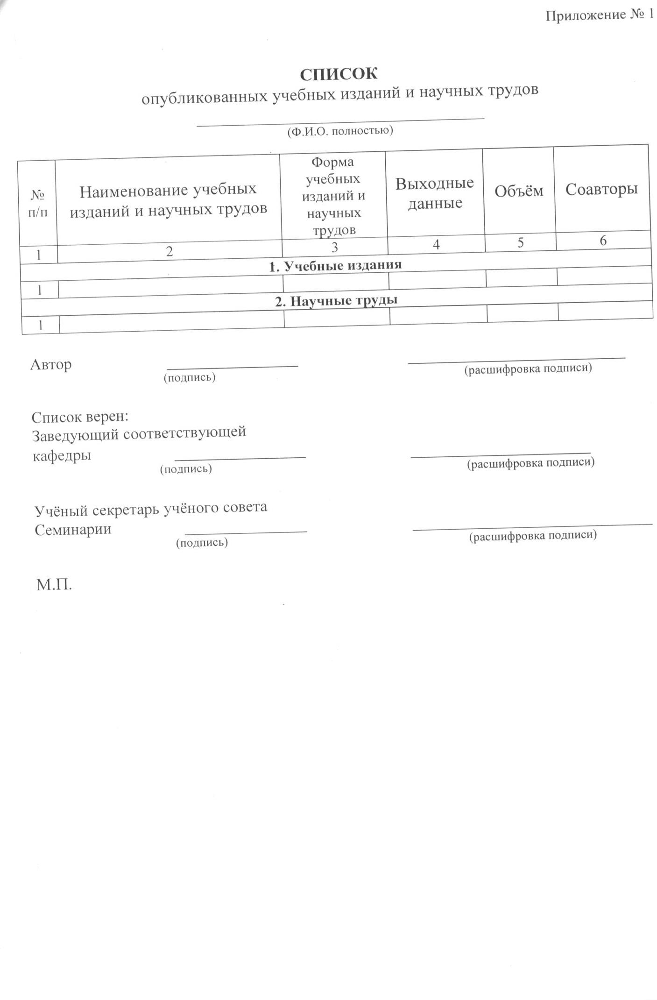 Приложение № 1
СПИСОК
опубликованных учебных изданий и научных трудов
(Ф.И.О. полностью)
№ п/п
Наименование учебных изданий и научных трудов
Форма учебных изданий и научных трудов
Выходные данные
Объём
Соавторы
1 2 3 4 5 6
1. Учебные издания
1
2. Научные труды
1
Автор
(подпись) (расшифровка подписи)
Список верен:
Заведующий соответствующей
кафедры
(подпись) (расшифровка подписи)
Учёный секретарь учёного совета
Семинарии
(подпись) (расшифровка подписи)
М.П.